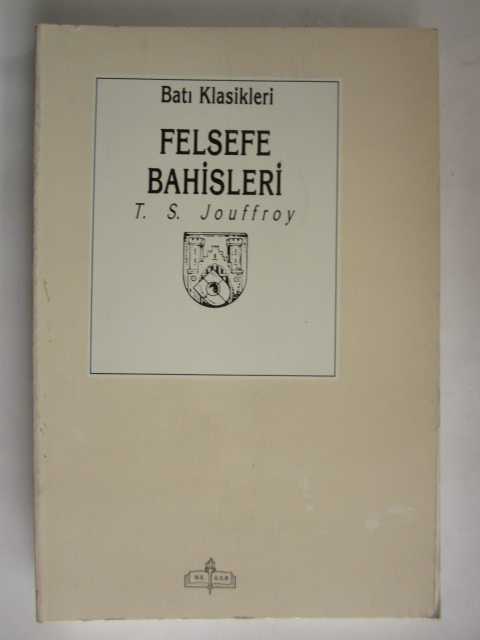 Batı Klasikleri
FELSEFE
BAHİSLERİ
T. S. Jouffroy